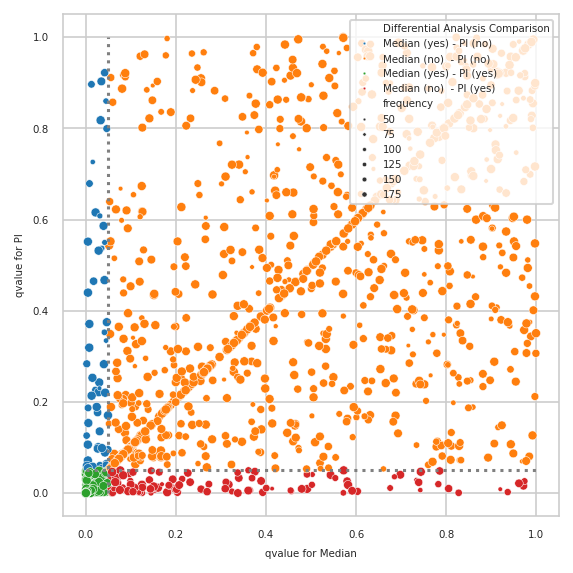 Differential Analysis Comparison
Median (yes) - PI (no)
Median (no) - PI (no)
Median (yes) - PI (yes)
Median (no) - PI (yes)
frequency
50
75
100
125
150
175
1.0
0.8
0.6
0.4
0.2
0.0
qvalue for PI
0.0 0.2 0.4 0.6 0.8 1.0
qvalue for Median